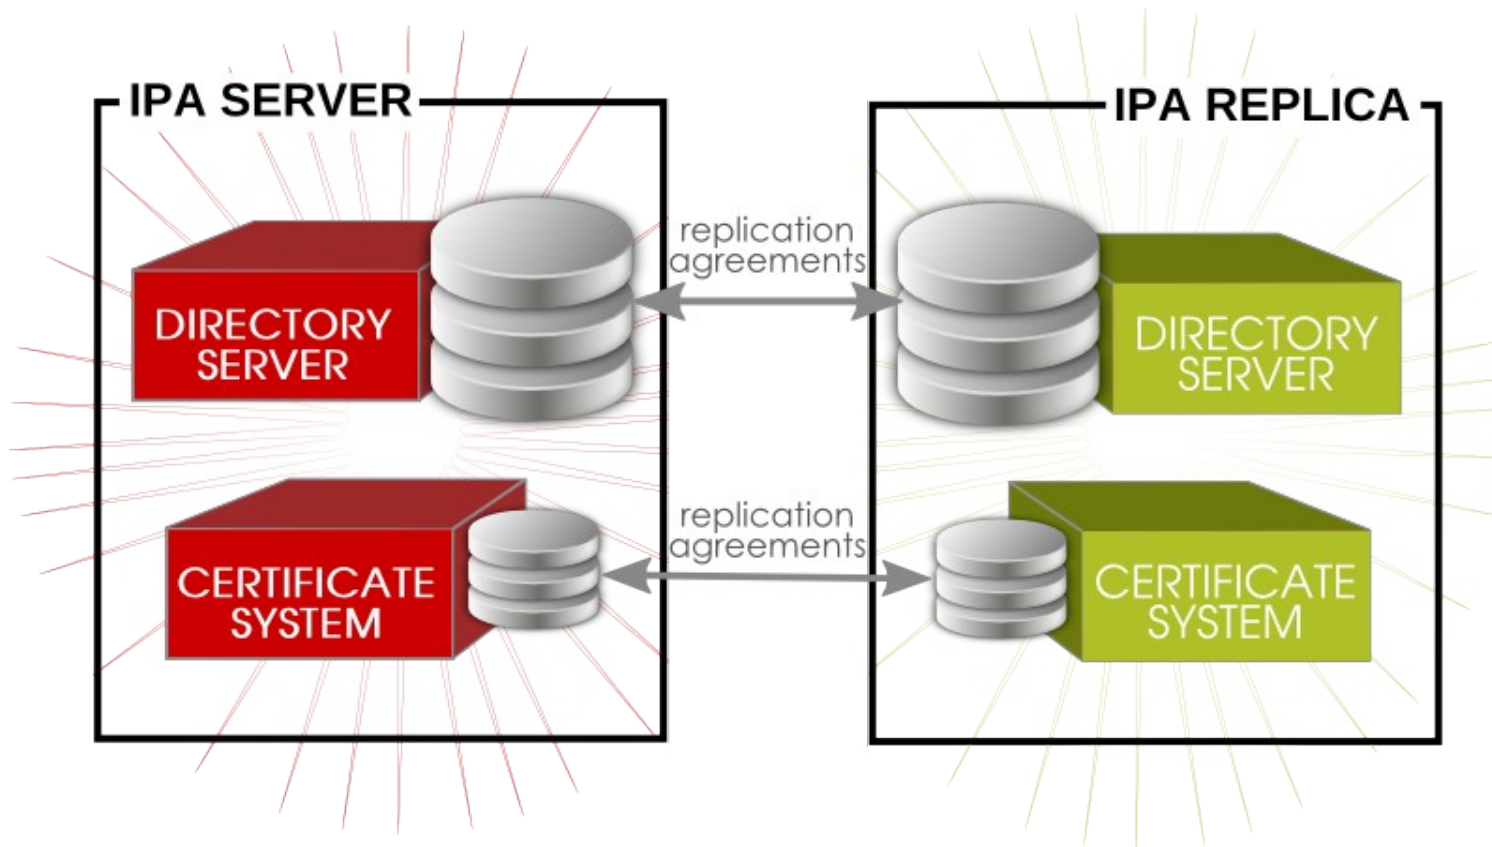 IPA SERVER
IPA REPLICA
replication
agreements
DIRECTORY
SERVER
DIRECTORY
SERVER
replication
agreements
CERTIFICATE
SYSTEM
CERTIFICATE
SYSTEM